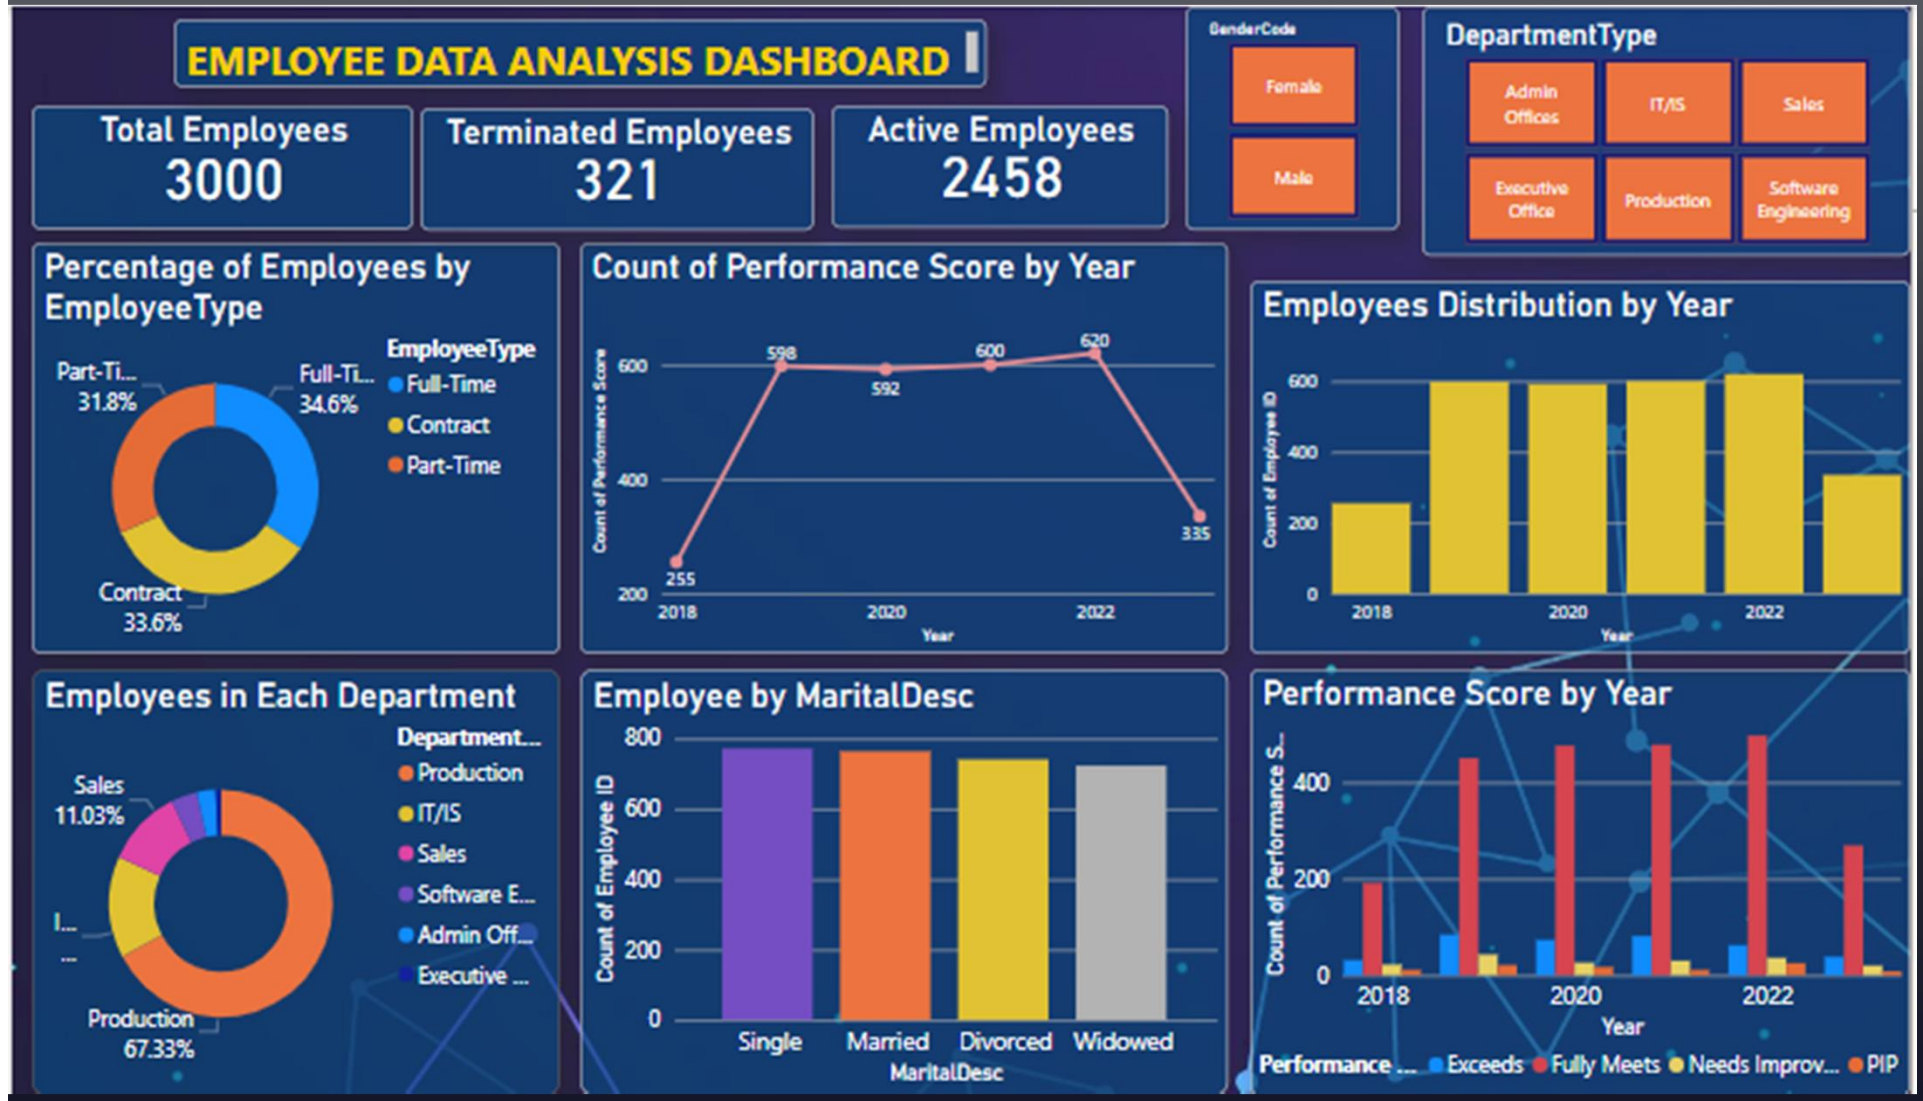 EMPLOYEE DATA ANALYSIS DASHBOARD
GenderCode
Female
Male
DepartmentType
Admin
Offices
IT/IS
Sales
Executive
Office
Production
Software
Engineering
Total Employees
3000
Terminated Employees
321
Active Employees
2458
Percentage of Employees by
EmployeeType
EmployeeType
Full-Time
Contract
Part-Time
Part-Ti...
31.8%
Full-Ti...
34.6%
Contract
33.6%
Count of Performance Score by Year
Count of Performance Score
600
400
200
598
592
600
620
335
255
2018
2020
2022
Year
Employees Distribution by Year
Count of Employee ID
600
400
200
0
2018
2020
2022
Year
Employees in Each Department
Department...
Production
IT/IS
Sales
Software E...
Admin Off...
Executive ...
Sales
11.03%
I...
...
Production
67.33%
Employee by MaritalDesc
Count of Employee ID
800
600
400
200
0
Single
Married
Divorced
Widowed
MaritalDesc
Performance Score by Year
Count of Performance S...
400
200
0
2018
2020
2022
Year
Performance ...
Exceeds
Fully Meets
Needs Improv...
PIP